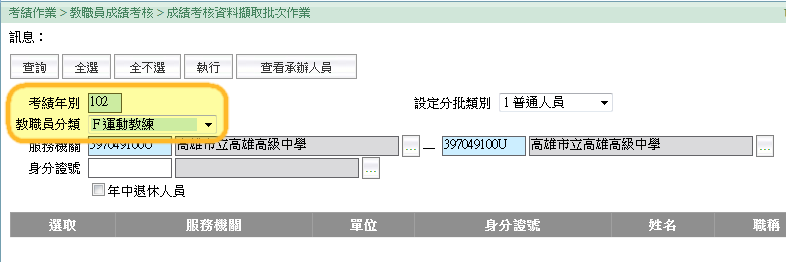 考績作業 > 教職員成績考核 > 成績考核資料擷取批次作業
訊息：
查詢 全選 全不選 執行 查看承辦人員
考績年別 102 設定分批類別 1 普通人員
教職員分類 F 運動教練
服務機關 397049100U 高雄市立高雄高級中學 ... — 397049100U 高雄市立高雄高級中學 ...
身分證號 ...
年中退休人員
選取 服務機關 單位 身分證號 姓名 職稱